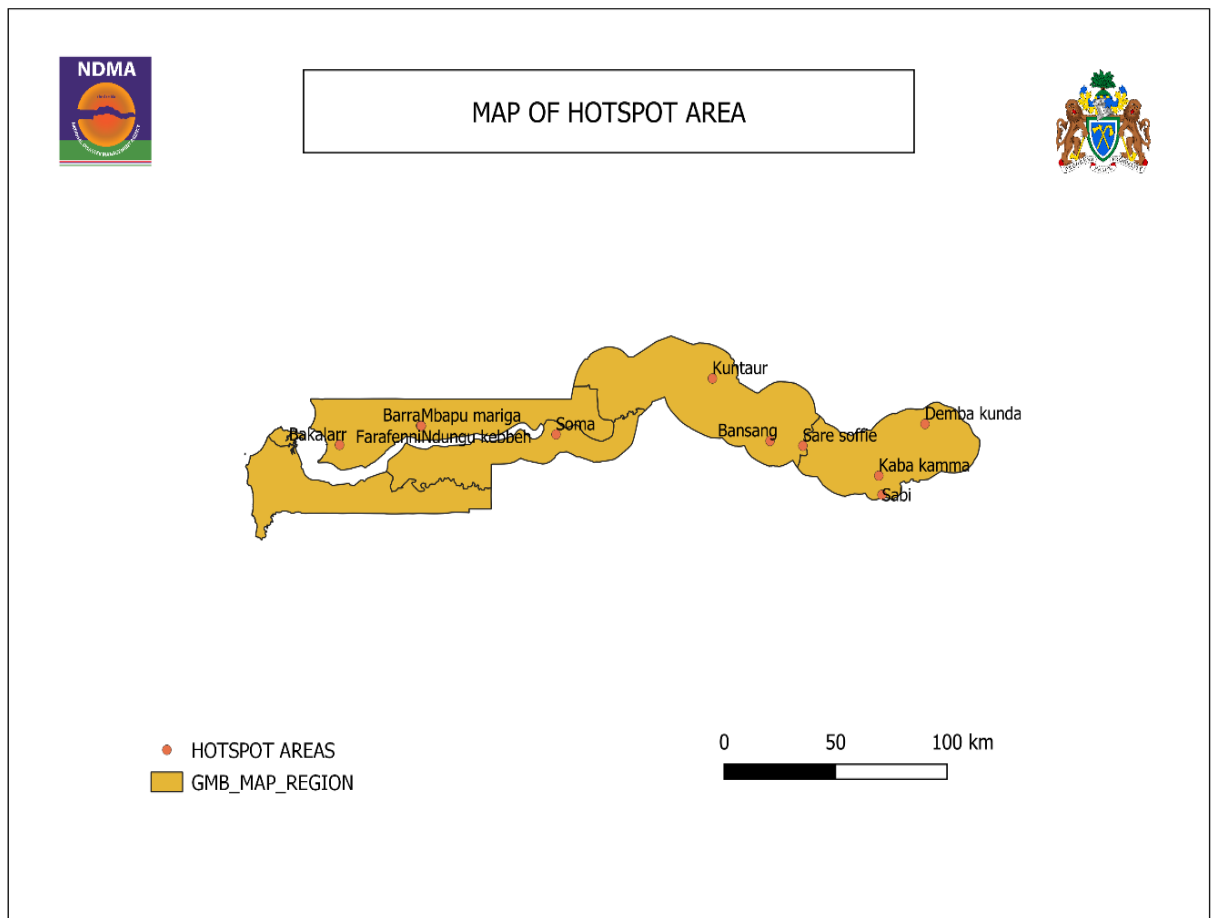 NDMA
MAP OF HOTSPOT AREA
Kuntaur
BarraMbapu mariga
Soma
Demba kunda
Bakalarr
FarafenniNdungu kebbeh
Bansang
Sare soffie
Kaba kamma
Sabi
HOTSPOT AREAS
GMB_MAP_REGION
0 50 100 km